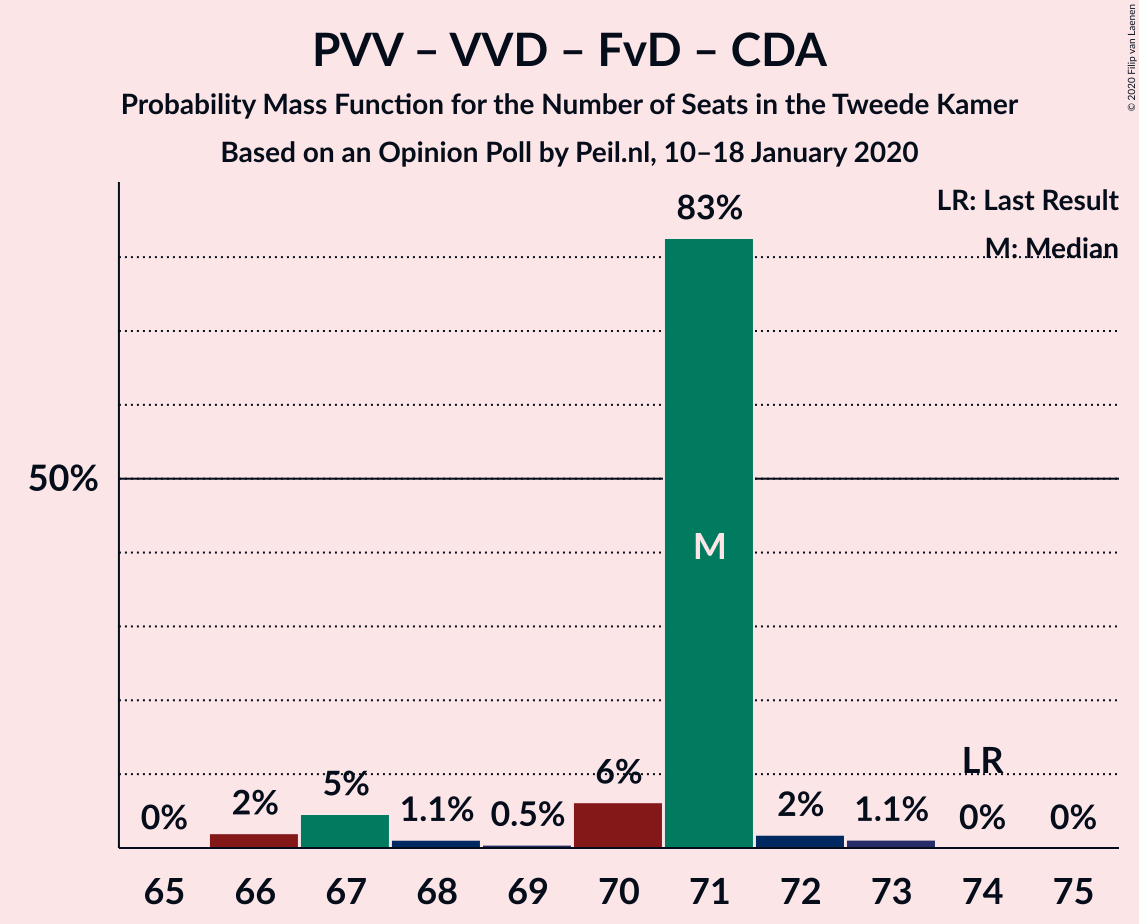 PVV – VVD – FvD – CDA
Probability Mass Function for the Number of Seats in the Tweede Kamer
Based on an Opinion Poll by Peil.nl, 10–18 January 2020
© 2020 Filip van Laenen
LR: Last Result
M: Median
50%
0% 2% 5% 1.1% 0.5% 6% 83% 2% 1.1% 0% 0%
M
LR
65 66 67 68 69 70 71 72 73 74 75